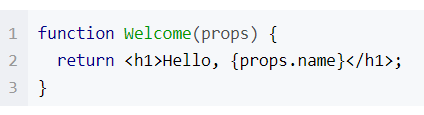 1 function Welcome(props) {
2   return <h1>Hello, {props.name}</h1>;
3 }